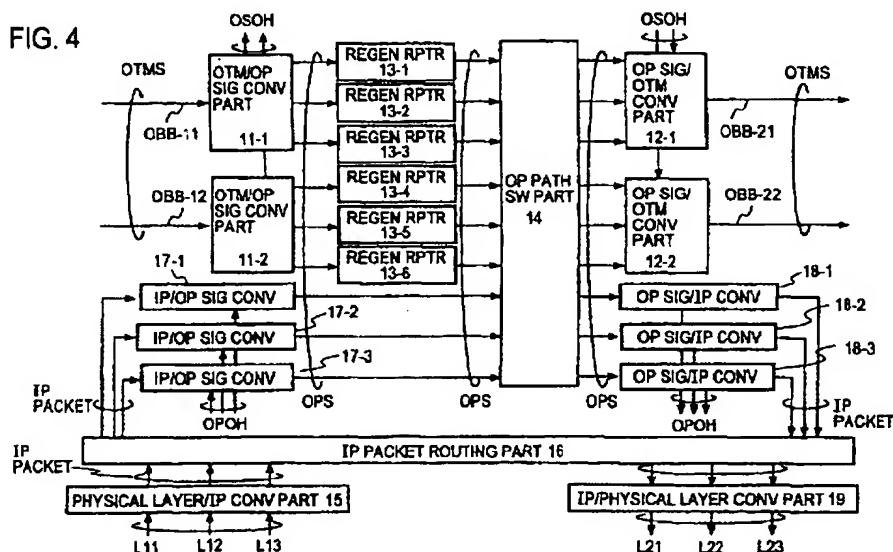 FIG. 4
OTMS
OBB-11
OBB-12
OSOH
OTM/OP
SIG CONV
PART
11-1
OTM/OP
SIG CONV
PART
11-2
REGEN RPTR
13-1
REGEN RPTR
13-2
REGEN RPTR
13-3
REGEN RPTR
13-4
REGEN RPTR
13-5
REGEN RPTR
13-6
OP PATH
SW PART
14
OSOH
OP SIG/
OTM
CONV
PART
12-1
OP SIG/
OTM
CONV
PART
12-2
OTMS
OBB-21
OBB-22
17-1
IP/OP SIG CONV
17-2
IP/OP SIG CONV
17-3
IP/OP SIG CONV
OPOH
OPS
OPS
OPS
18-1
OP SIG/IP CONV
18-2
OP SIG/IP CONV
18-3
OP SIG/IP CONV
OPOH
IP
PACKET
IP
PACKET
IP PACKET ROUTING PART 16
IP
PACKET
PHYSICAL LAYER/IP CONV PART 15
IP/PHYSICAL LAYER CONV PART 19
L11 L12 L13
L21 L22 L23